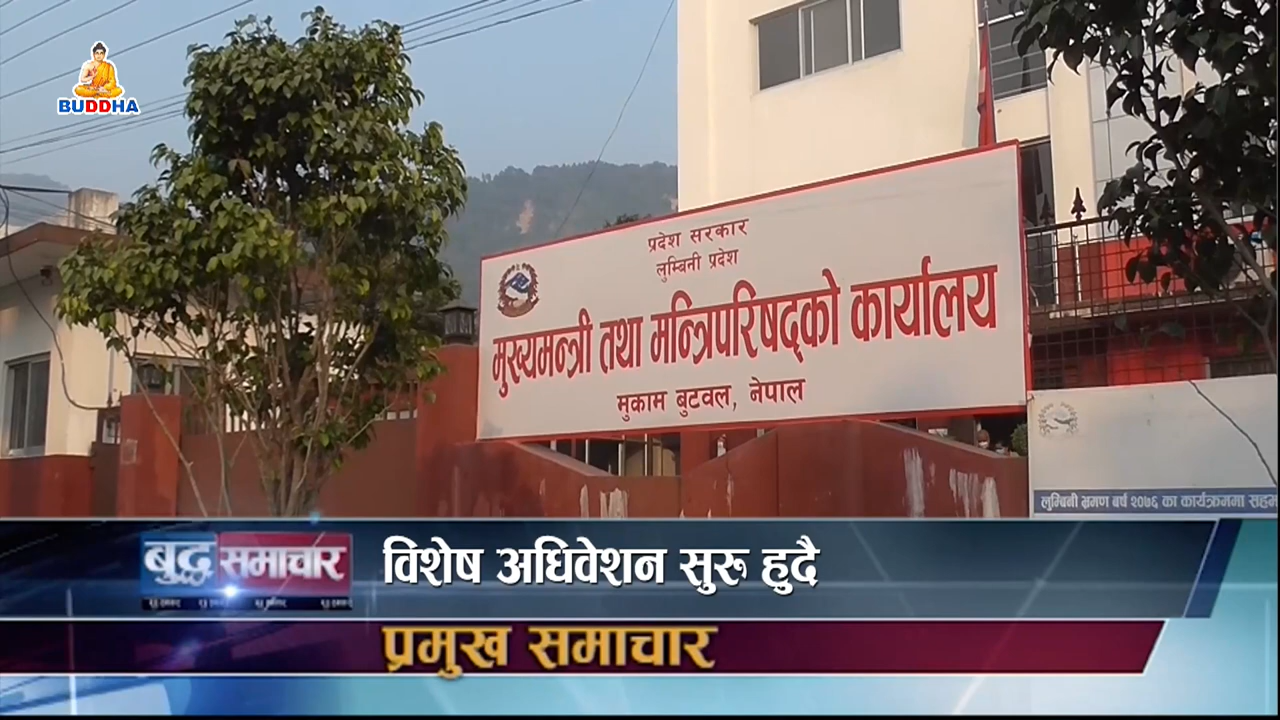 BUDDHA
प्रदेश सरकार
लुम्बिनी प्रदेश
मुख्यमन्त्री तथा मन्त्रिपरिषद्को कार्यालय
मुकाम बुटवल, नेपाल
लुम्बिनी भ्रमण बर्ष २०७६ का कार्यक्रममा
बुद्ध समाचार
विशेष अधिवेशन सुरु हुदै
प्रमुख समाचार